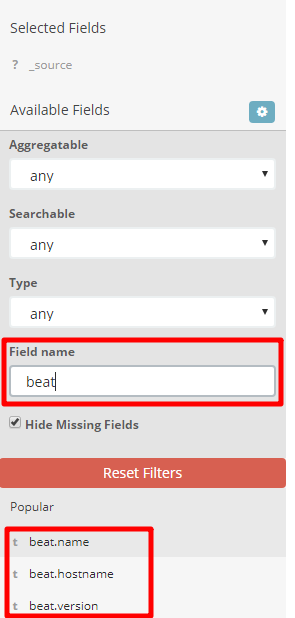 Selected Fields
? _source
Available Fields
Aggregatable
any
Searchable
any
Type
any
Field name
beat
Hide Missing Fields
Reset Filters
Popular
t beat.name
t beat.hostname
t beat.version